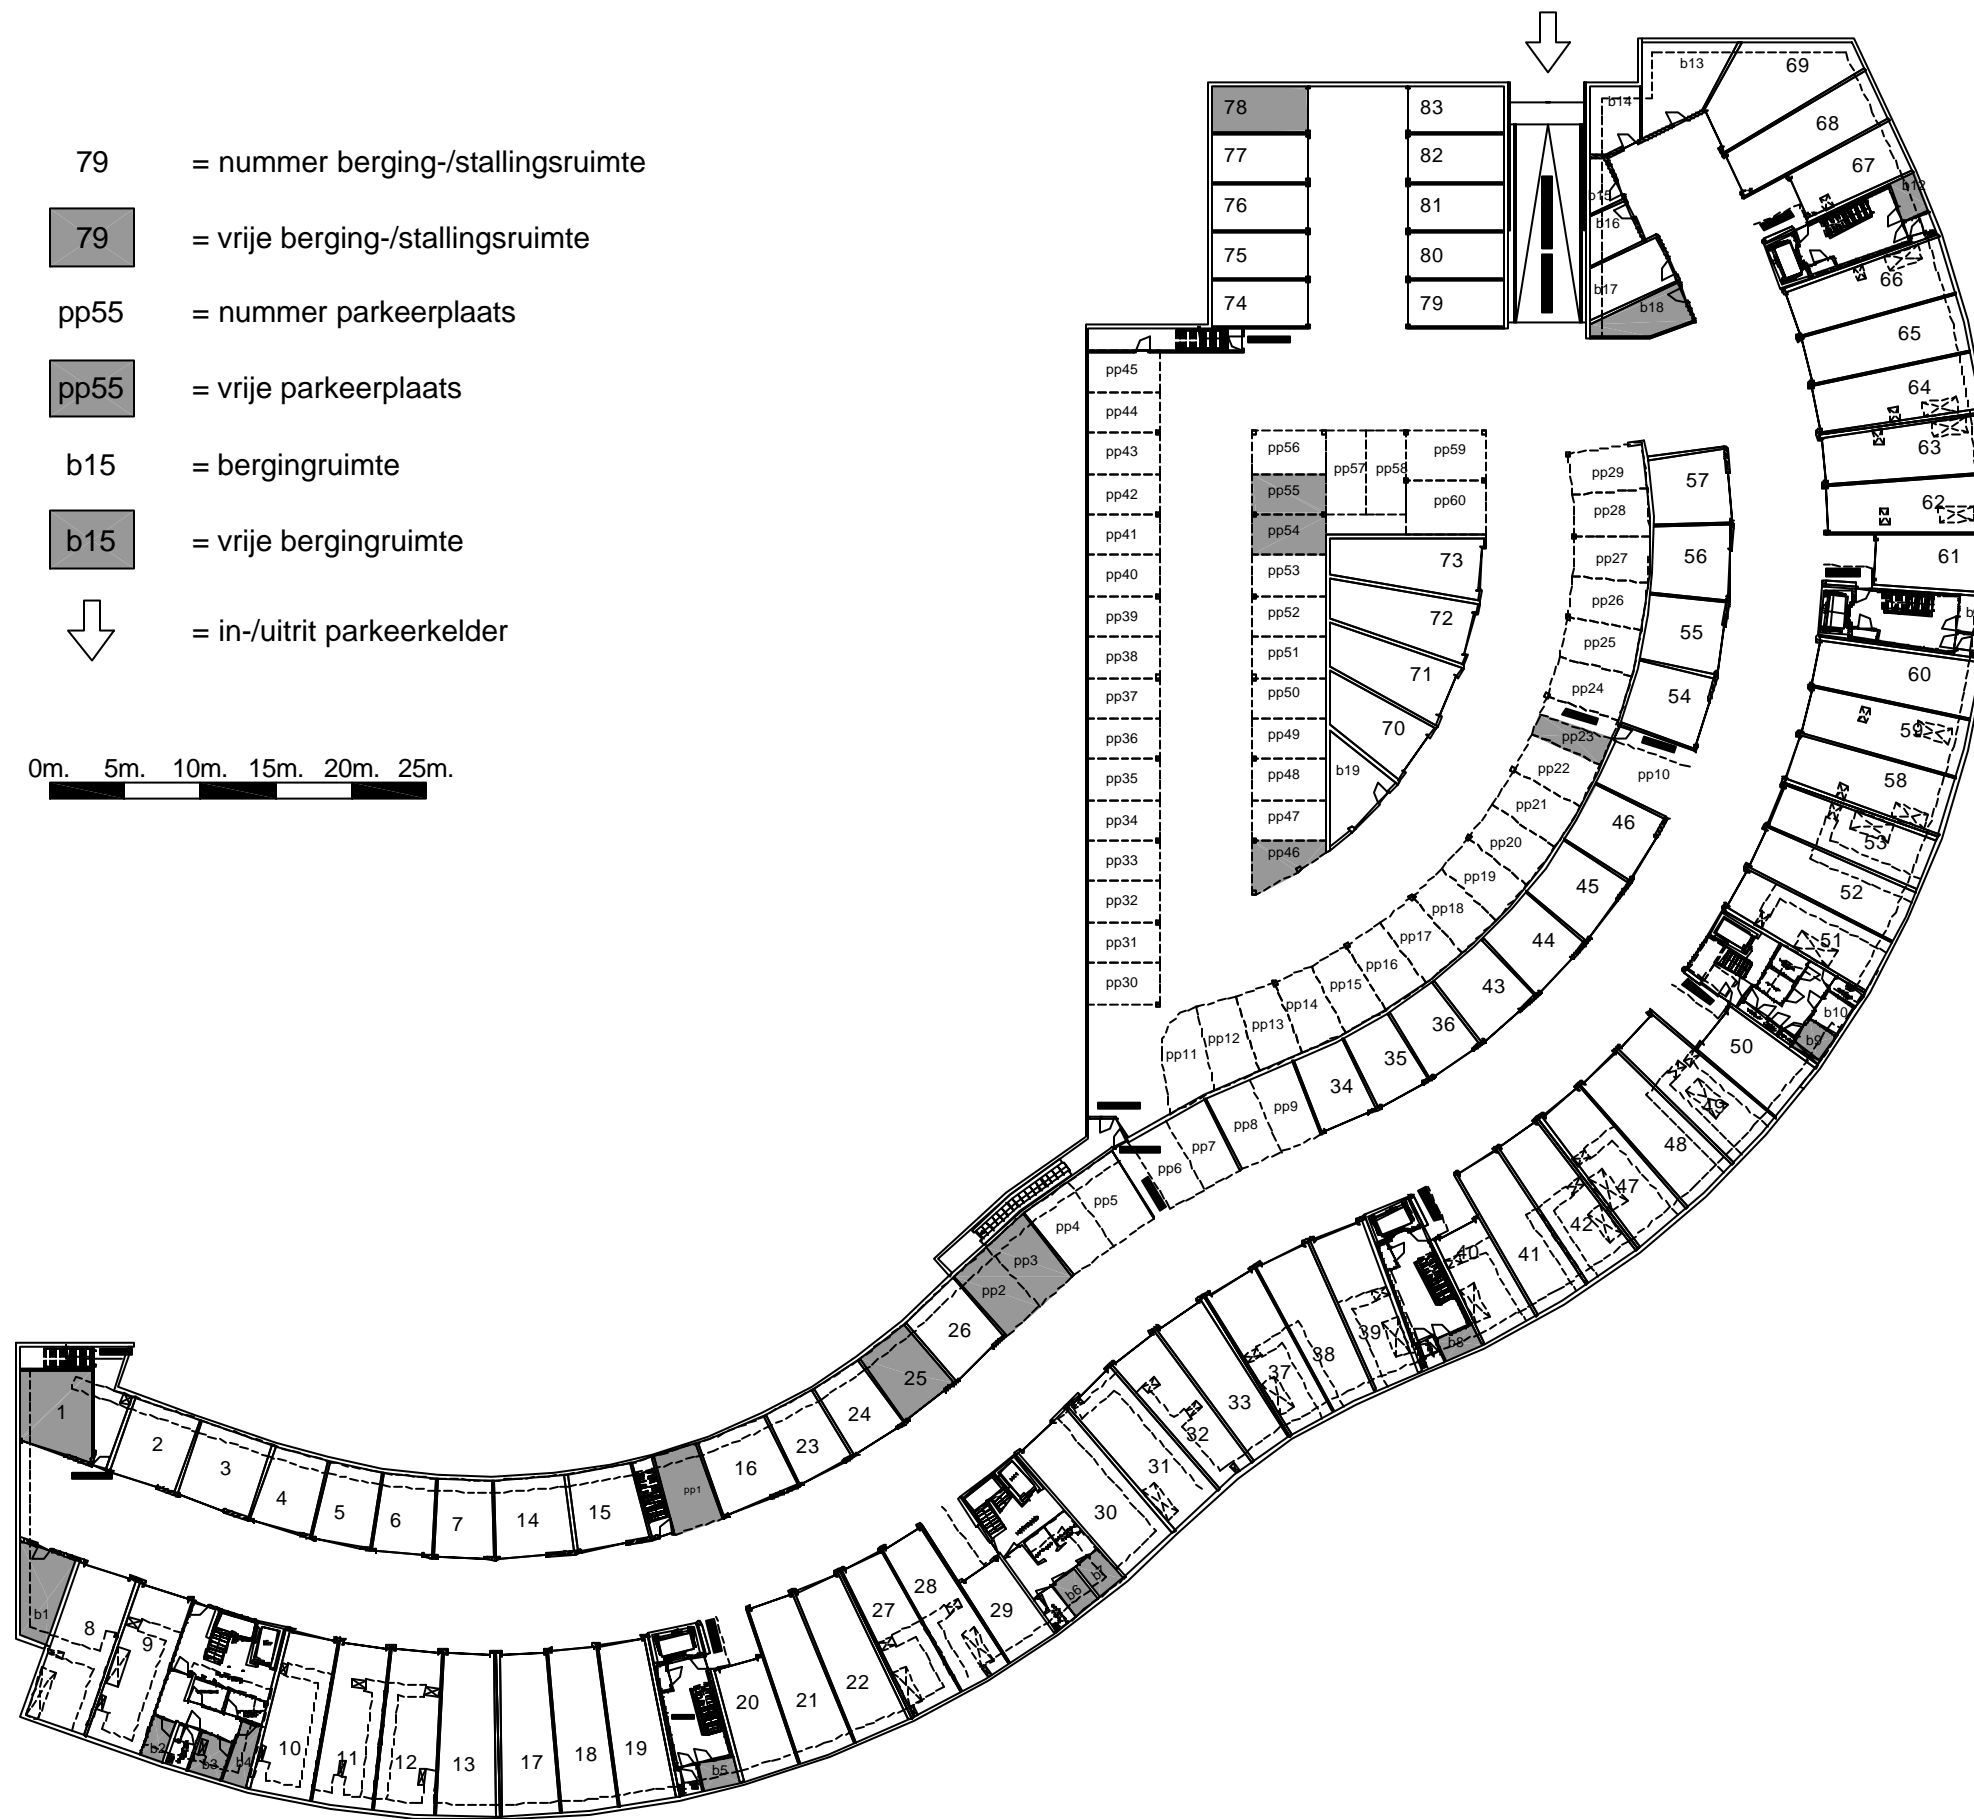 79 = nummer berging-/stallingsruimte
79 = vrije berging-/stallingsruimte
pp55 = nummer parkeerplaats
pp55 = vrije parkeerplaats
b15 = bergingruimte
b15 = vrije bergingruimte
= in-/uitrit parkeerkelder
0m. 5m. 10m. 15m. 20m. 25m.
78
77
76
75
74
83
82
81
80
79
b13
b14
b15
b16
b17
b18
69
68
67
b12
66
65
64
63
62
61
60
59
58
53
52
51
b10
b9
50
49
48
47
42
41
40
b8
39
38
37
33
32
31
30
b7
b6
29
28
27
22
21
20
b5
19
18
17
13
12
11
10
b4
b3
b2
9
8
b1
pp45
pp44
pp43
pp42
pp41
pp40
pp39
pp38
pp37
pp36
pp35
pp34
pp33
pp32
pp31
pp30
pp56
pp55
pp54
pp53
pp52
pp51
pp50
pp49
pp48
pp47
pp46
pp57
pp58
pp59
pp60
73
72
71
70
b19
pp29
pp28
pp27
pp26
pp25
pp24
pp23
pp22
pp21
pp20
pp19
pp18
pp17
pp16
pp15
pp14
pp13
pp12
pp11
57
56
55
54
pp10
46
45
44
43
36
35
34
pp9
pp8
pp7
pp6
pp5
pp4
pp3
pp2
26
25
24
23
16
pp1
15
14
7
6
5
4
3
2
1